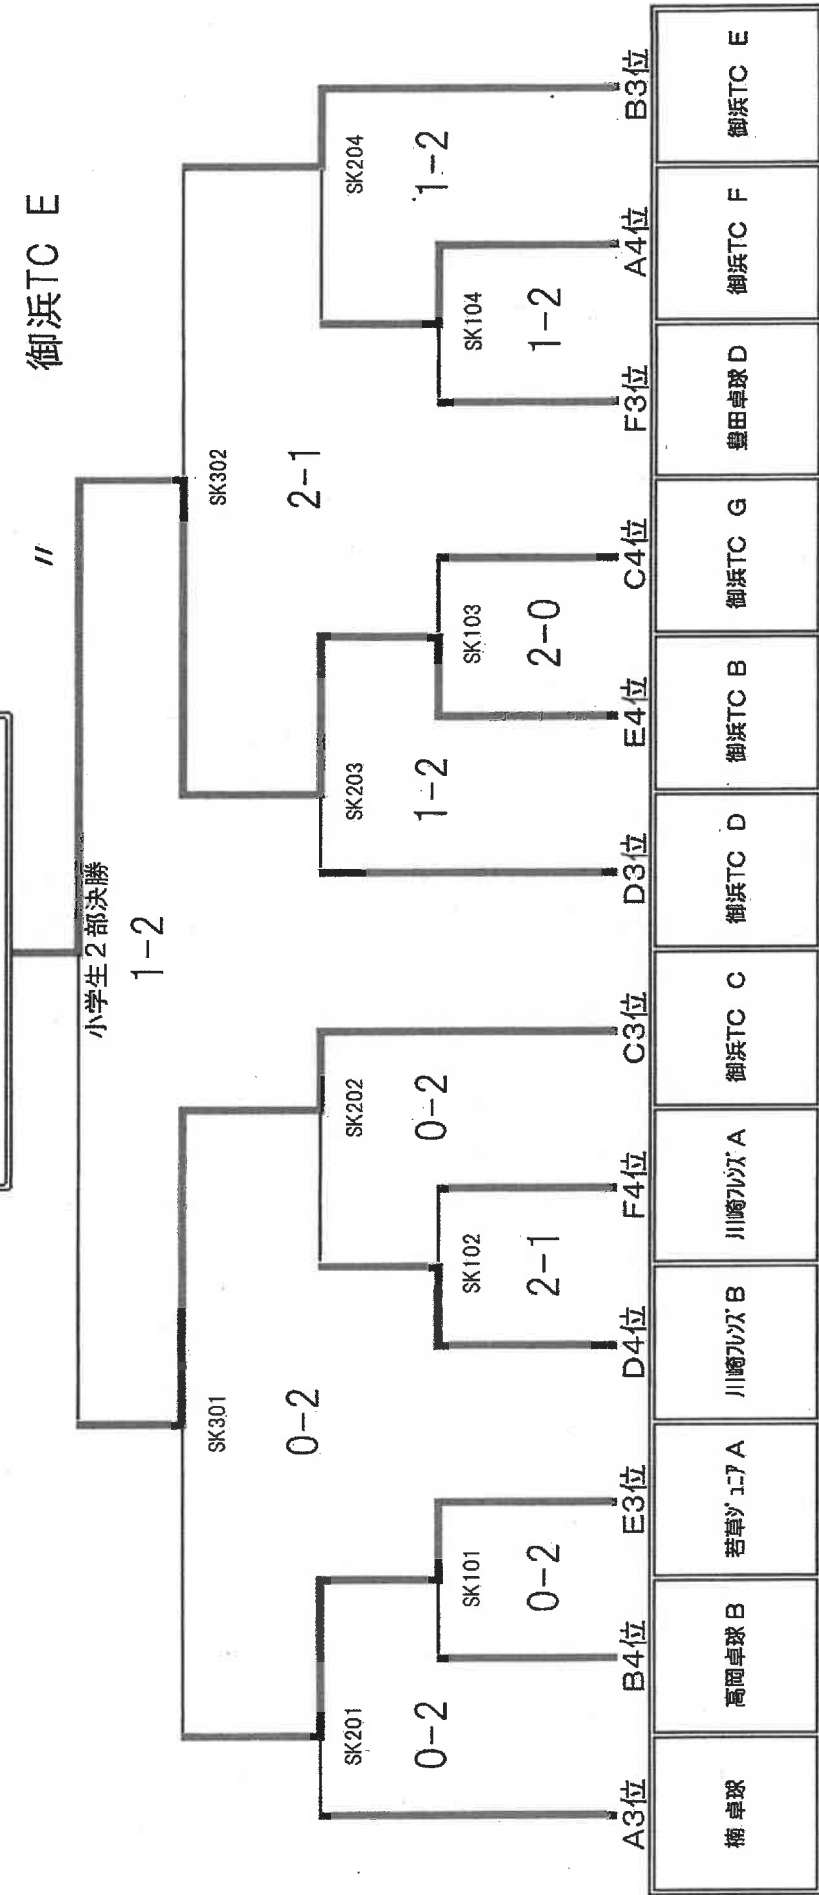 御浜TC E
〃
小学生2部決勝
1-2
SK301
0-2
SK302
2-1
SK201
0-2
SK202
0-2
SK203
1-2
SK204
1-2
SK101
0-2
SK102
2-1
SK103
2-0
SK104
1-2
A3位
B4位
E3位
D4位
F4位
C3位
D3位
E4位
C4位
F3位
A4位
B3位
楠 卓球
高岡卓球 B
若草ジュニア A
川崎フレンズ B
川崎フレンズ A
御浜TC C
御浜TC D
御浜TC B
御浜TC G
豊田卓球 D
御浜TC F
御浜TC E